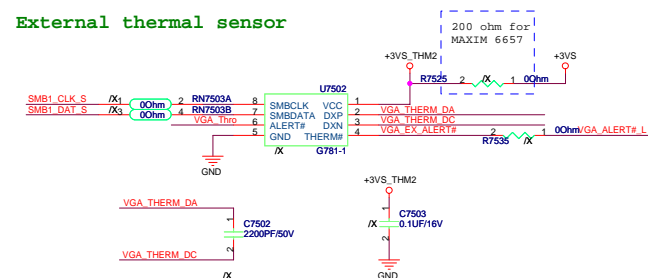 External thermal sensor
200 ohm for
MAXIM 6657
+3VS_THM2
+3VS
R7525 2 /X 1 0Ohm
U7502
SMB1_CLK_S /X 1 0Ohm 2 RN7503A 8 SMBCLK VCC 1
SMB1_DAT_S /X 3 0Ohm 4 RN7503B 7 SMBDATA DXP 2 VGA_THERM_DA
VGA_Thro 6 ALERT# DXN 3 VGA_THERM_DC
5 GND THERM# 4 VGA_EX_ALERT# 2 1 0Ohm VGA_ALERT#_L
R7535 /X
/X G781-1
GND
+3VS_THM2
VGA_THERM_DA
1
C7502
2200PF/50V
2
VGA_THERM_DC
/X
1
/X C7503
0.1UF/16V
2
GND